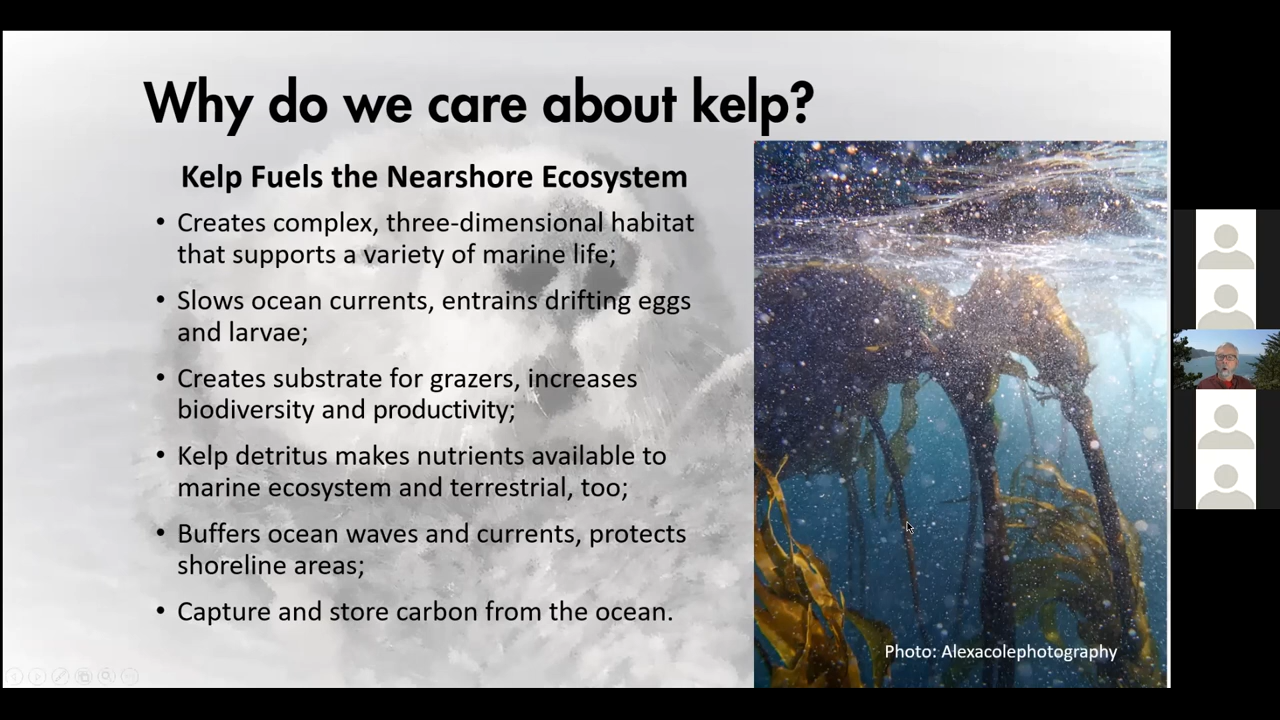 Why do we care about kelp?
Kelp Fuels the Nearshore Ecosystem
• Creates complex, three-dimensional habitat
that supports a variety of marine life;
• Slows ocean currents, entrains drifting eggs
and larvae;
• Creates substrate for grazers, increases
biodiversity and productivity;
• Kelp detritus makes nutrients available to
marine ecosystem and terrestrial, too;
• Buffers ocean waves and currents, protects
shoreline areas;
• Capture and store carbon from the ocean.
Photo: Alexacolephotography